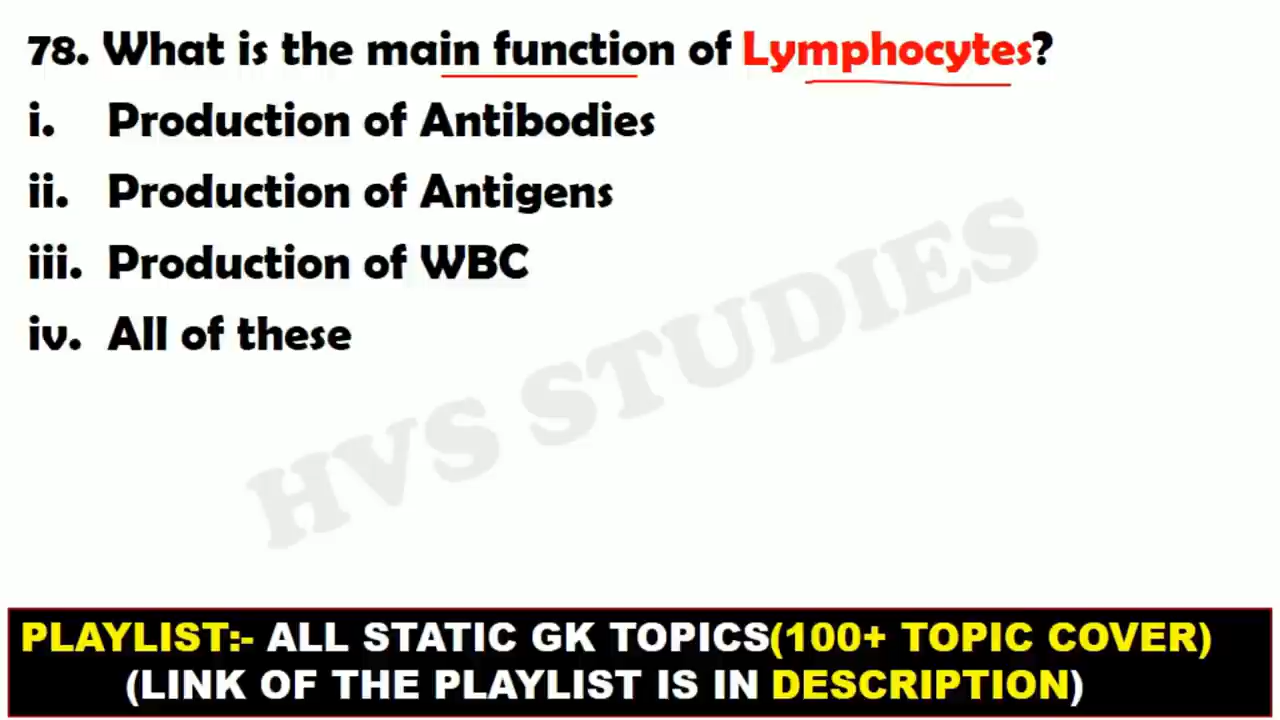 78. What is the main function of Lymphocytes?
i. Production of Antibodies
ii. Production of Antigens
iii. Production of WBC
iv. All of these
HVS STUDIES
PLAYLIST:- ALL STATIC GK TOPICS(100+ TOPIC COVER)
(LINK OF THE PLAYLIST IS IN DESCRIPTION)